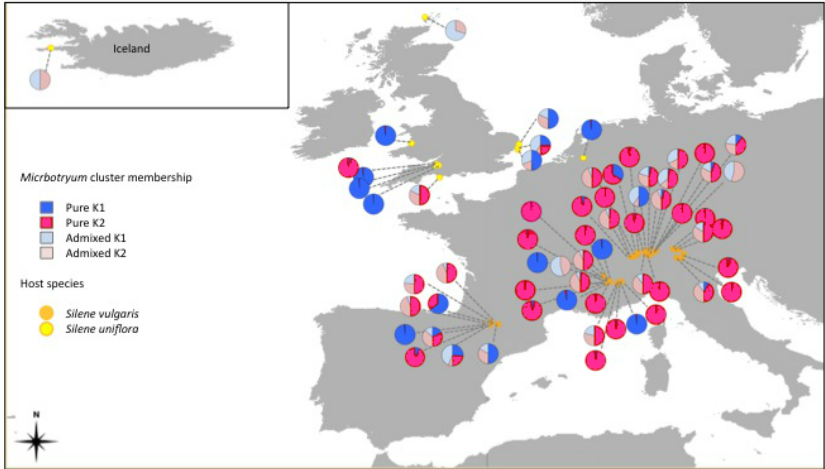 Iceland
Micrbotryum cluster membership
Pure K1
Pure K2
Admixed K1
Admixed K2
Host species
Silene vulgaris
Silene uniflora
N